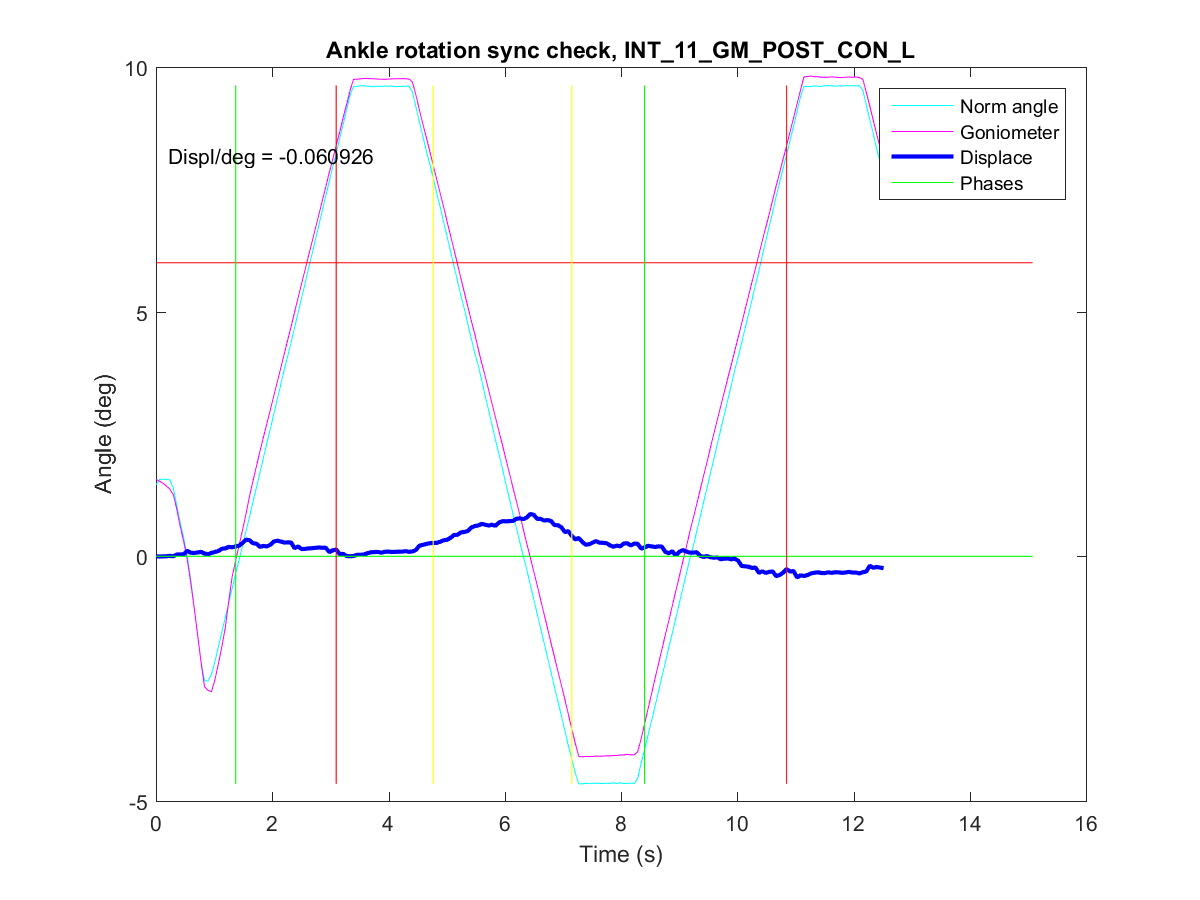 Ankle rotation sync check, INT_11_GM_POST_CON_L
10
Norm angle
Goniometer
Displace
Phases
Displ/deg = -0.060926
5
Angle (deg)
0
-5
0 2 4 6 8 10 12 14 16
Time (s)